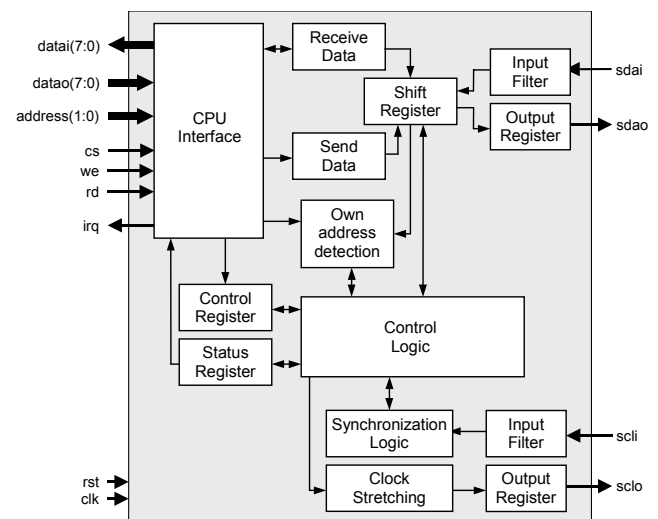 datai(7:0)
datao(7:0)
address(1:0)
cs
we
rd
irq
rst
clk
CPU
Interface
Receive
Data
Shift
Register
Input
Filter
sdai
Output
Register
sdao
Send
Data
Own
address
detection
Control
Register
Status
Register
Control
Logic
Synchronization
Logic
Input
Filter
scli
Clock
Stretching
Output
Register
sclo